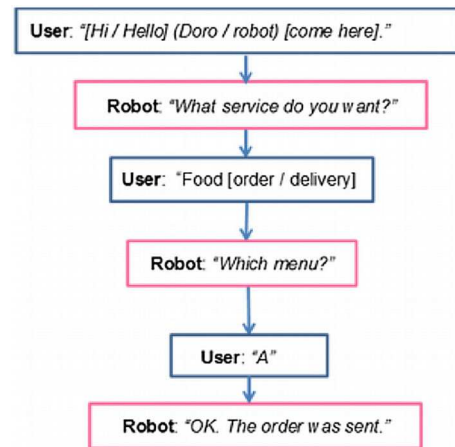 User: “[Hi / Hello] (Doro / robot) [come here].”
Robot: “What service do you want?”
User: “Food [order / delivery]
Robot: “Which menu?”
User: “A”
Robot: “OK. The order was sent.”